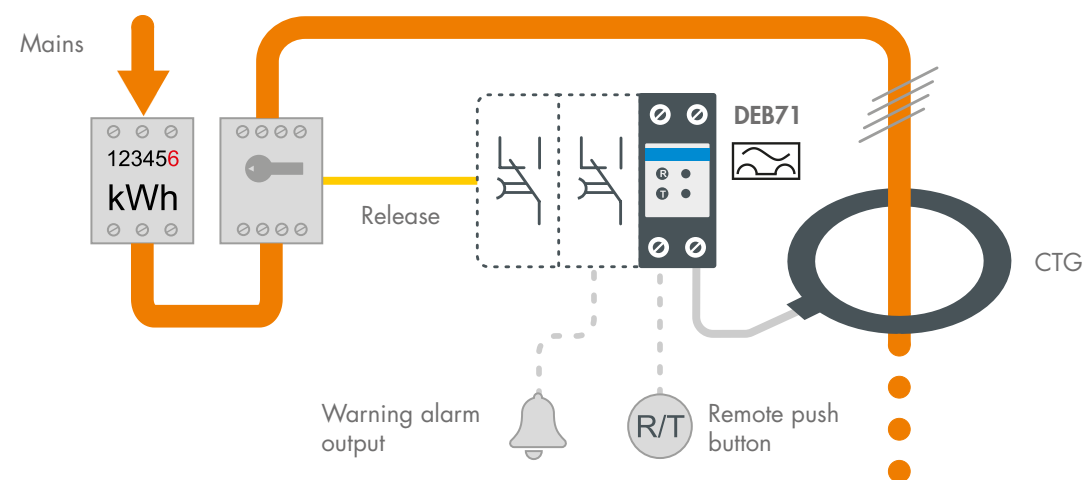 Mains
123456
kWh
Release
DEB71
R
T
CTG
Warning alarm
output
R/T
Remote push
button